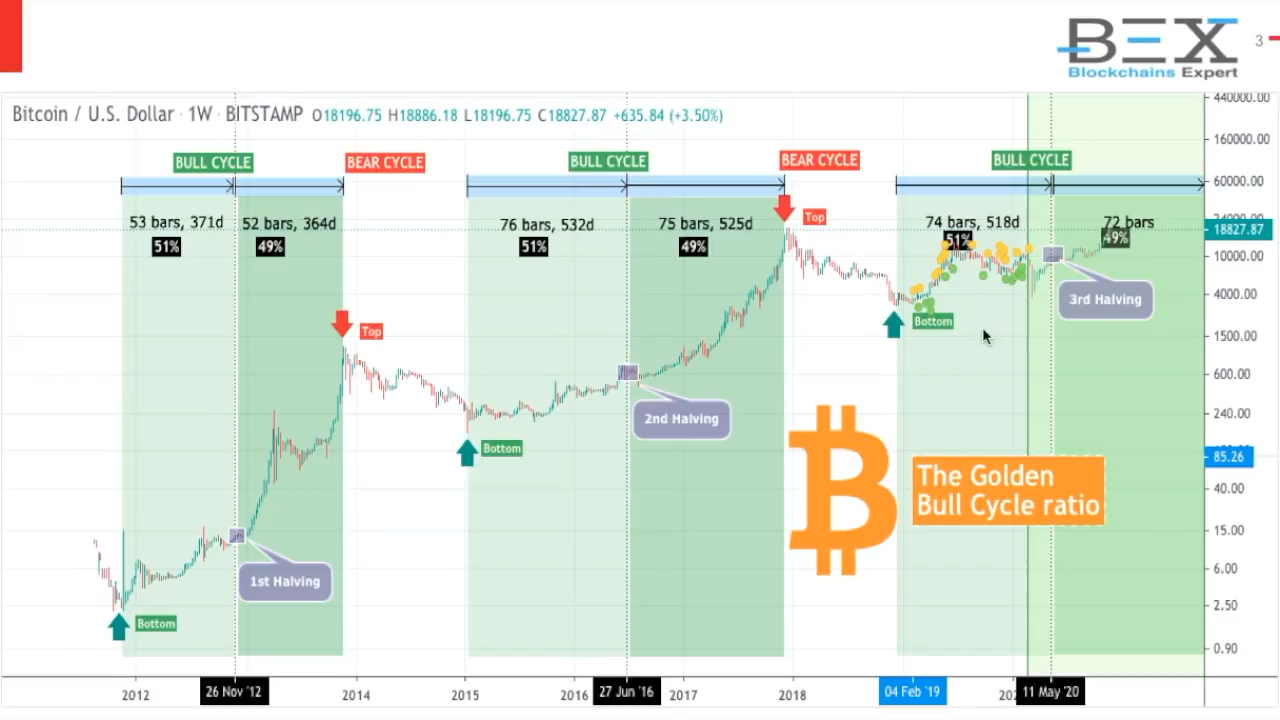 BEX
Blockchains Expert
3
Bitcoin / U.S. Dollar · 1W · BITSTAMP O18196.75 H18886.18 L18196.75 C18827.87 +635.84 (+3.50%)
BULL CYCLE
BEAR CYCLE
BULL CYCLE
BEAR CYCLE
BULL CYCLE
53 bars, 371d
51%
52 bars, 364d
49%
76 bars, 532d
51%
75 bars, 525d
49%
74 bars, 518d
51%
72 bars
49%
Top
Top
Bottom
Bottom
Bottom
1st Halving
2nd Halving
3rd Halving
The Golden
Bull Cycle ratio
440000.00
160000.00
60000.00
24000.00
18827.87
10000.00
4000.00
1500.00
600.00
240.00
85.26
40.00
15.00
6.00
2.50
0.90
2012
26 Nov '12
2014
2015
2016
27 Jun '16
2017
2018
04 Feb '19
11 May '20